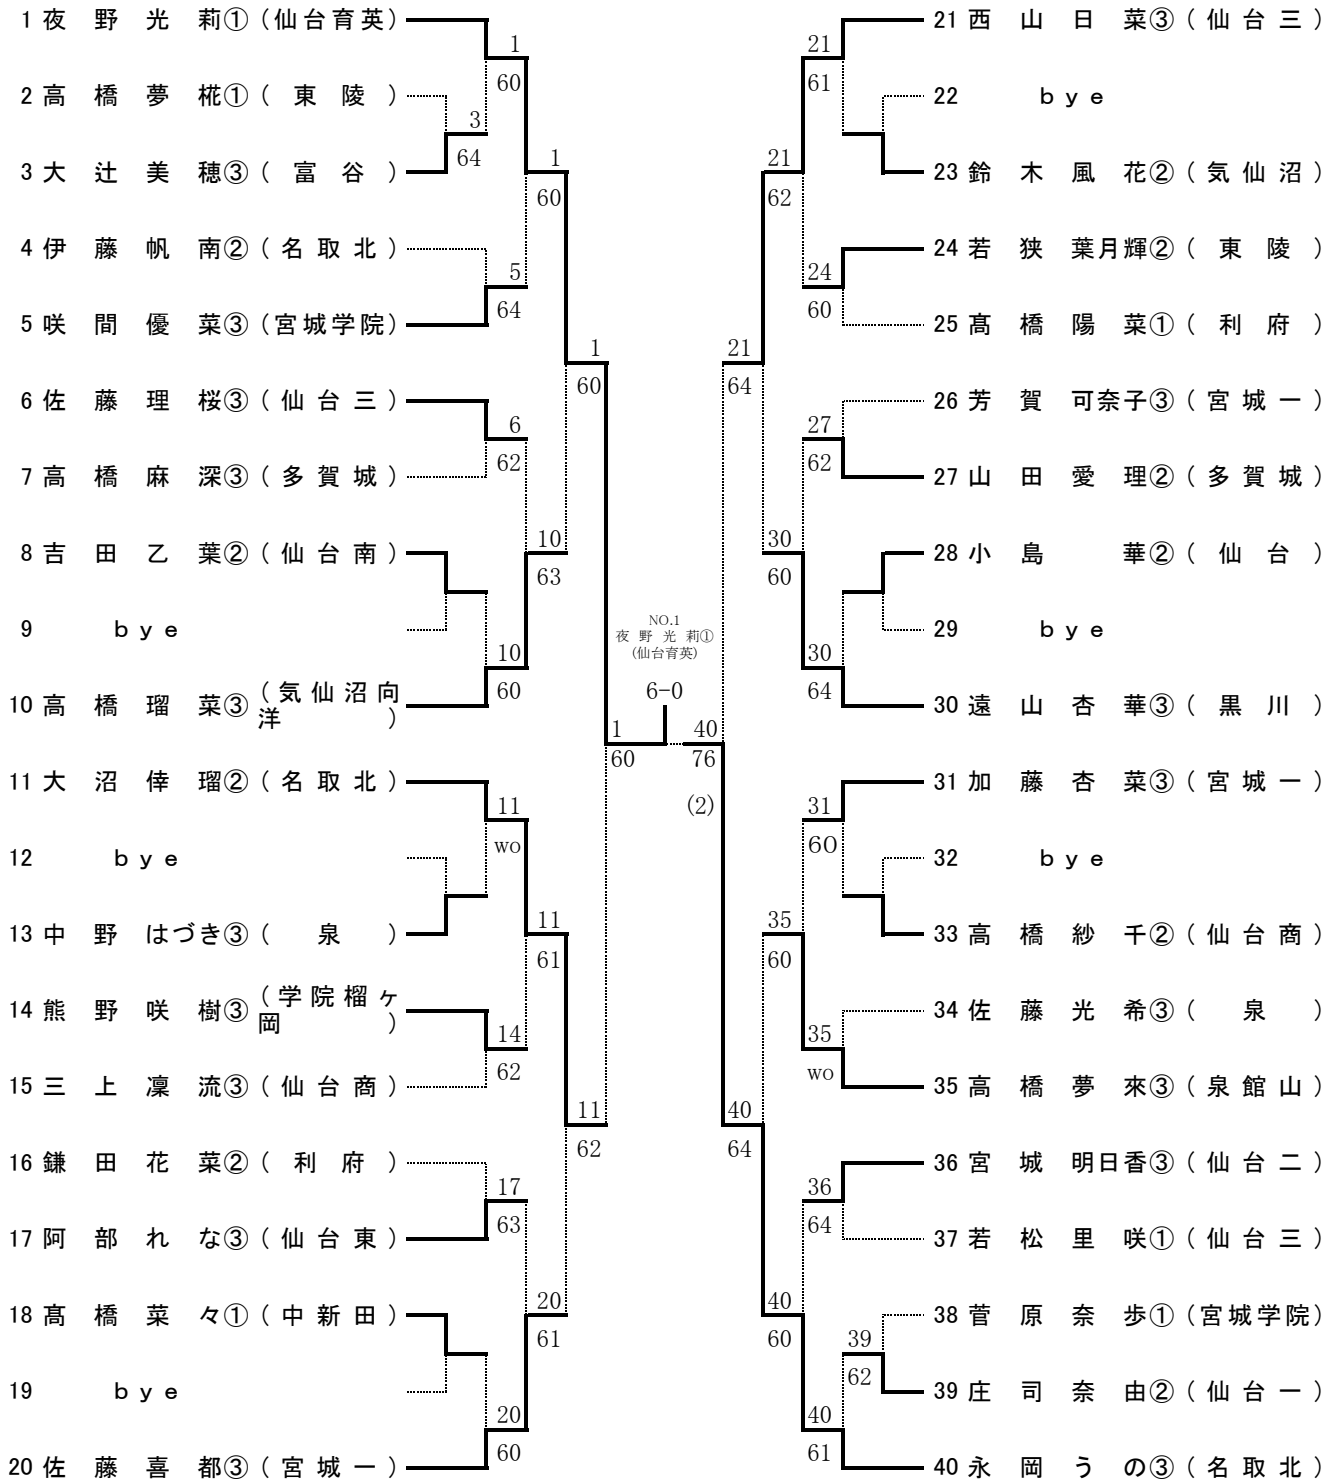 1 夜野光莉① (仙台育英)
2 高橋夢椛① (東陵)
3 大辻美穂③ (富谷)
4 伊藤帆南② (名取北)
5 咲間優菜③ (宮城学院)
6 佐藤理桜③ (仙台三)
7 高橋麻深③ (多賀城)
8 吉田乙葉② (仙台南)
9 bye
10 高橋瑠菜③ (気仙沼向洋)
11 大沼倖瑠② (名取北)
12 bye
13 中野はづき③ (泉)
14 熊野咲樹③ (学院榴ヶ岡)
15 三上凜流③ (仙台商)
16 鎌田花菜② (利府)
17 阿部れな③ (仙台東)
18 髙橋菜々① (中新田)
19 bye
20 佐藤喜都③ (宮城一)
3
64
1
60
5
64
6
62
10
60
11
wo
14
62
17
63
20
60
1
60
10
63
11
61
20
61
1
60
11
62
1
60
NO.1
夜野光莉①
(仙台育英)
6-0
40
76
(2)
21
64
40
64
21
62
30
60
35
60
40
60
21
61
24
60
27
62
30
64
31
60
35
wo
36
64
40
61
39
62
21 西山日菜③ (仙台三)
22 bye
23 鈴木風花② (気仙沼)
24 若狭葉月輝② (東陵)
25 髙橋陽菜① (利府)
26 芳賀可奈子③ (宮城一)
27 山田愛理② (多賀城)
28 小島華② (仙台)
29 bye
30 遠山杏華③ (黒川)
31 加藤杏菜③ (宮城一)
32 bye
33 高橋紗千② (仙台商)
34 佐藤光希③ (泉)
35 高橋夢來③ (泉館山)
36 宮城明日香③ (仙台二)
37 若松里咲① (仙台三)
38 菅原奈歩① (宮城学院)
39 庄司奈由② (仙台一)
40 永岡うの③ (名取北)